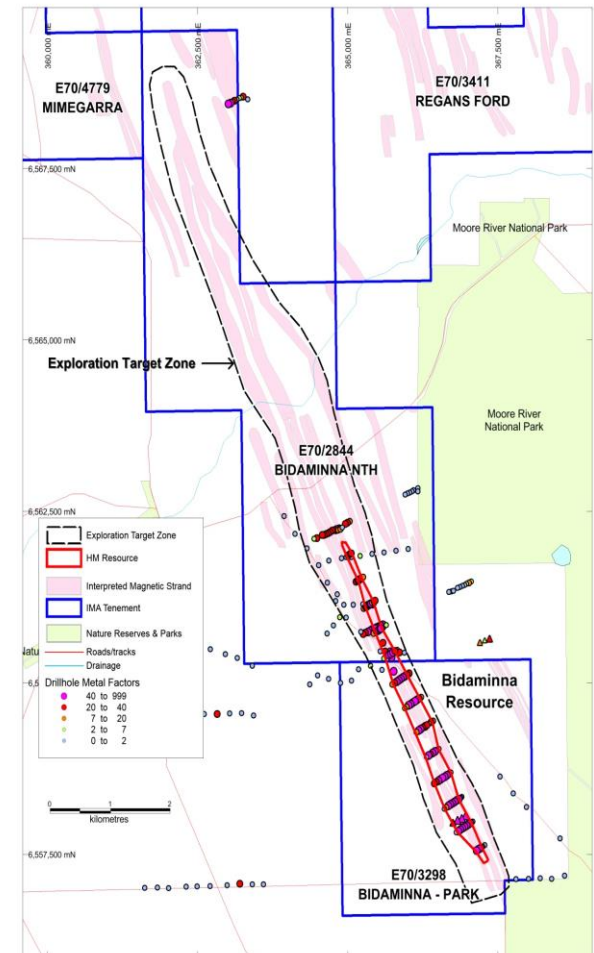 360,000 mE
362,500 mE
365,000 mE
367,500 mE
E70/4779
MIMEGARRA
E70/3411
REGANS FORD
6,567,500 mN
Moore River National Park
6,565,000 mN
Exploration Target Zone
Moore River
National Park
E70/2844
BIDAMINNA NTH
6,562,500 mN
Exploration Target Zone
HM Resource
Interpreted Magnetic Strand
IMA Tenement
Nature Reserves & Parks
Roads/tracks
Drainage
Drillhole Metal Factors
40 to 999
20 to 40
7 to 20
2 to 7
0 to 2
0 1 2
kilometres
Bidaminna
Resource
6,557,500 mN
E70/3298
BIDAMINNA - PARK